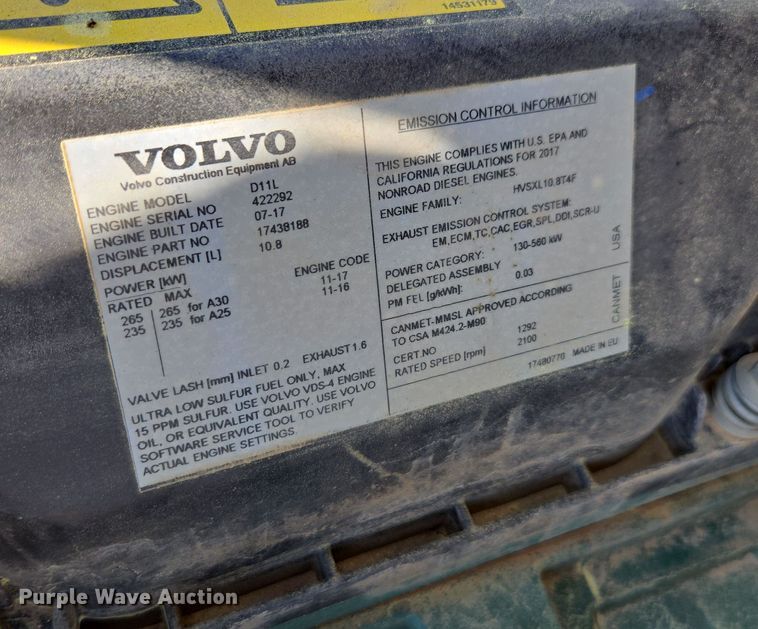 14531179
VOLVO
Volvo Construction Equipment AB
ENGINE MODEL D11L
ENGINE SERIAL NO 422292
ENGINE BUILT DATE 07-17
ENGINE PART NO 17438188
DISPLACEMENT [L] 10.8
POWER [kW]
RATED MAX ENGINE CODE
265 265 for A30 11-17
235 235 for A25 11-16
VALVE LASH [mm] INLET 0.2 EXHAUST 1.6
ULTRA LOW SULFUR FUEL ONLY, MAX
15 PPM SULFUR. USE VOLVO VDS-4 ENGINE
OIL, OR EQUIVALENT QUALITY. USE VOLVO
SOFTWARE SERVICE TOOL TO VERIFY
ACTUAL ENGINE SETTINGS.
EMISSION CONTROL INFORMATION
THIS ENGINE COMPLIES WITH U.S. EPA AND
CALIFORNIA REGULATIONS FOR 2017
NONROAD DIESEL ENGINES.
ENGINE FAMILY: HVSXL10.8T4F
EXHAUST EMISSION CONTROL SYSTEM:
EM,ECM,TC,CAC,EGR,SPL,DDI,SCR-U
POWER CATEGORY: 130-560 kW
DELEGATED ASSEMBLY
PM FEL [g/kWh]: 0.03
USA
CANMET-MMSL APPROVED ACCORDING
TO CSA M424.2-M90
CERT.NO 1292
RATED SPEED (rpm) 2100
CANMET
17480770 MADE IN EU
Purple Wave Auction